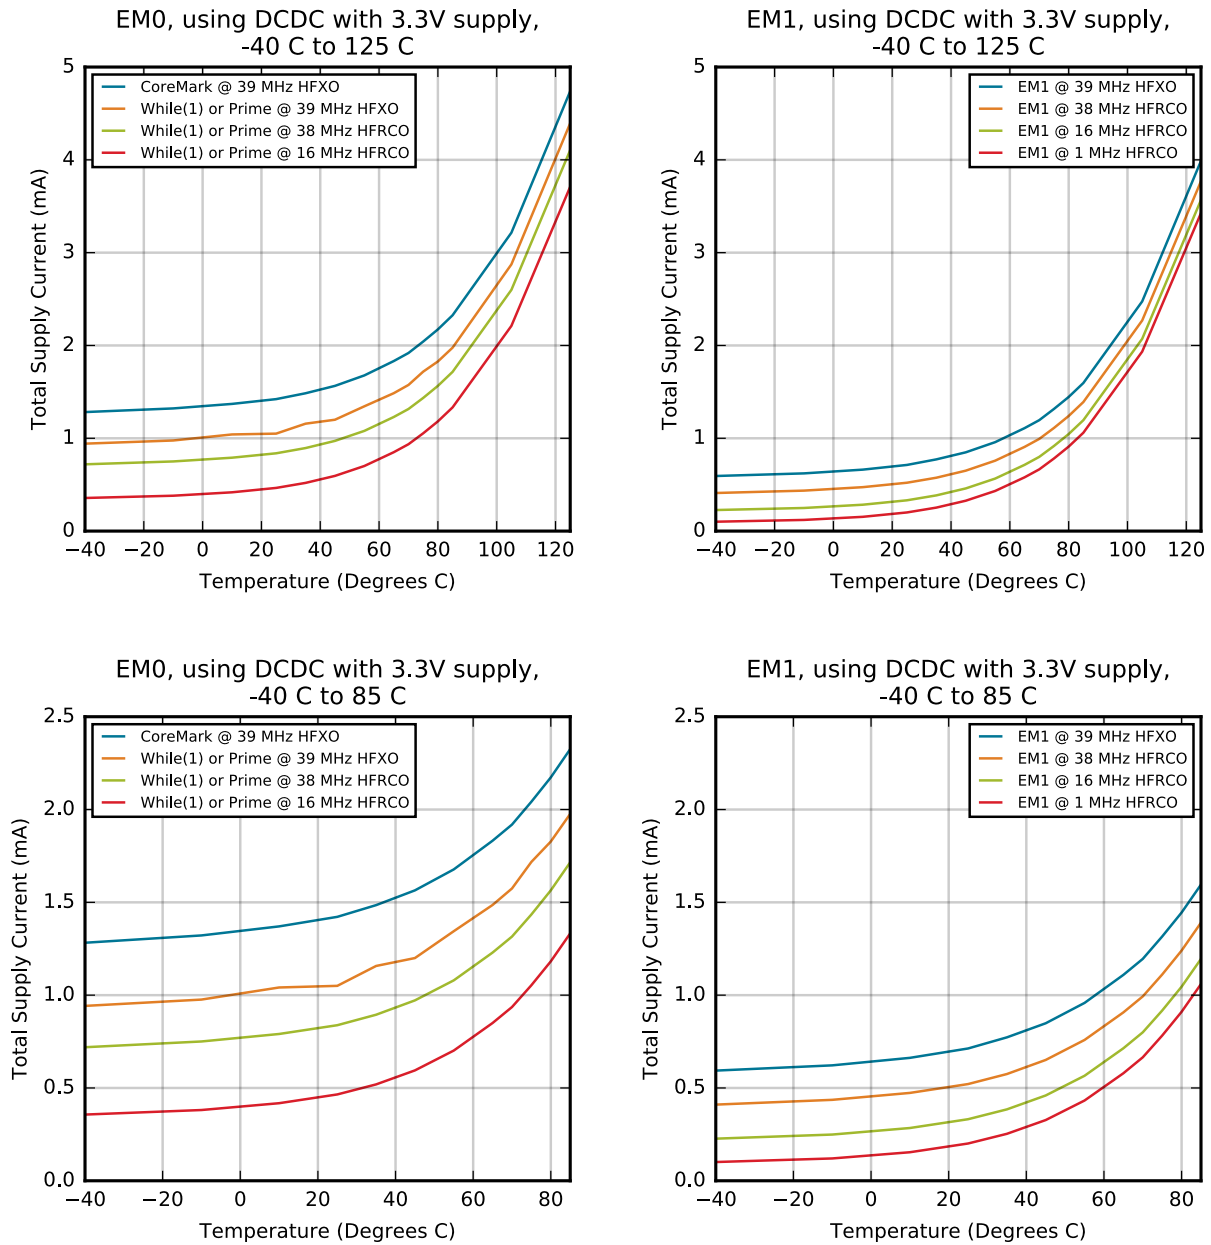 EM0, using DCDC with 3.3V supply,
-40 C to 125 C
5
4
3
2
1
0
Total Supply Current (mA)
CoreMark @ 39 MHz HFXO
While(1) or Prime @ 39 MHz HFXO
While(1) or Prime @ 38 MHz HFRCO
While(1) or Prime @ 16 MHz HFRCO
−40 −20 0 20 40 60 80 100 120
Temperature (Degrees C)
EM1, using DCDC with 3.3V supply,
-40 C to 125 C
5
4
3
2
1
0
Total Supply Current (mA)
EM1 @ 39 MHz HFXO
EM1 @ 38 MHz HFRCO
EM1 @ 16 MHz HFRCO
EM1 @ 1 MHz HFRCO
−40 −20 0 20 40 60 80 100 120
Temperature (Degrees C)
EM0, using DCDC with 3.3V supply,
-40 C to 85 C
2.5
2.0
1.5
1.0
0.5
0.0
Total Supply Current (mA)
CoreMark @ 39 MHz HFXO
While(1) or Prime @ 39 MHz HFXO
While(1) or Prime @ 38 MHz HFRCO
While(1) or Prime @ 16 MHz HFRCO
−40 −20 0 20 40 60 80
Temperature (Degrees C)
EM1, using DCDC with 3.3V supply,
-40 C to 85 C
2.5
2.0
1.5
1.0
0.5
0.0
Total Supply Current (mA)
EM1 @ 39 MHz HFXO
EM1 @ 38 MHz HFRCO
EM1 @ 16 MHz HFRCO
EM1 @ 1 MHz HFRCO
−40 −20 0 20 40 60 80
Temperature (Degrees C)